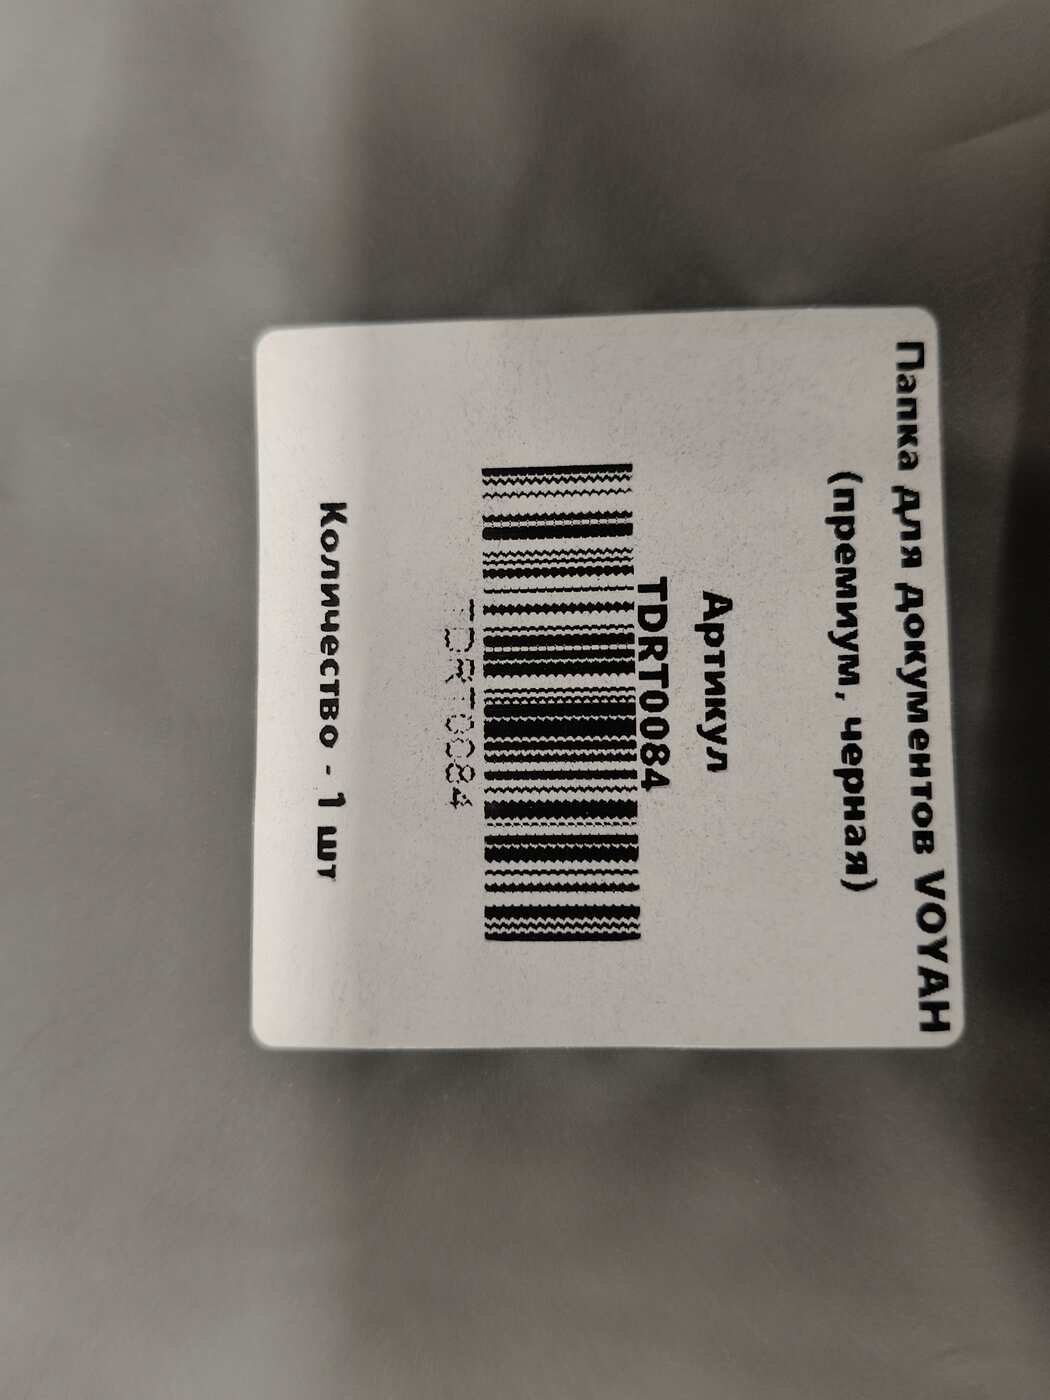 Папка для документов VOYAH
(премиум, черная)
Артикул
TDRT0084
TDRT0084
Количество - 1 шт